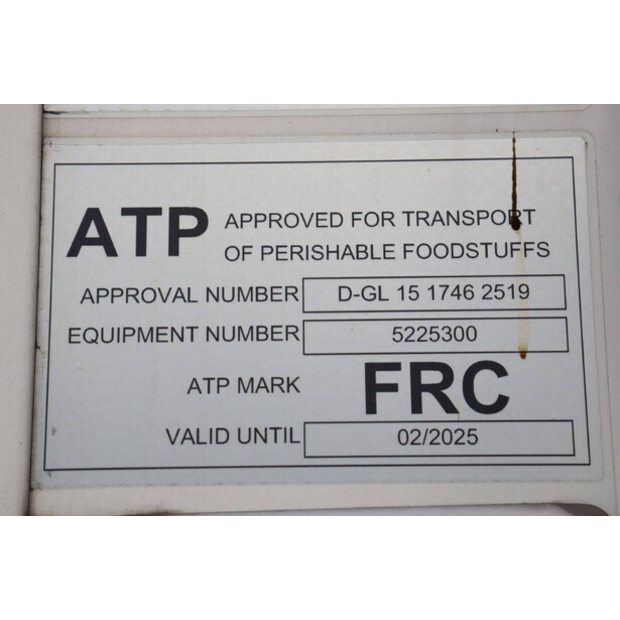 ATP APPROVED FOR TRANSPORT
OF PERISHABLE FOODSTUFFS
APPROVAL NUMBER D-GL 15 1746 2519
EQUIPMENT NUMBER 5225300
ATP MARK FRC
VALID UNTIL 02/2025